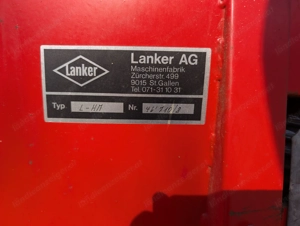 Lanker
Lanker AG
Maschinenfabrik
Zürcherstr. 499
9015 St. Gallen
Tel. 071-31 10 31
Typ
Nr.